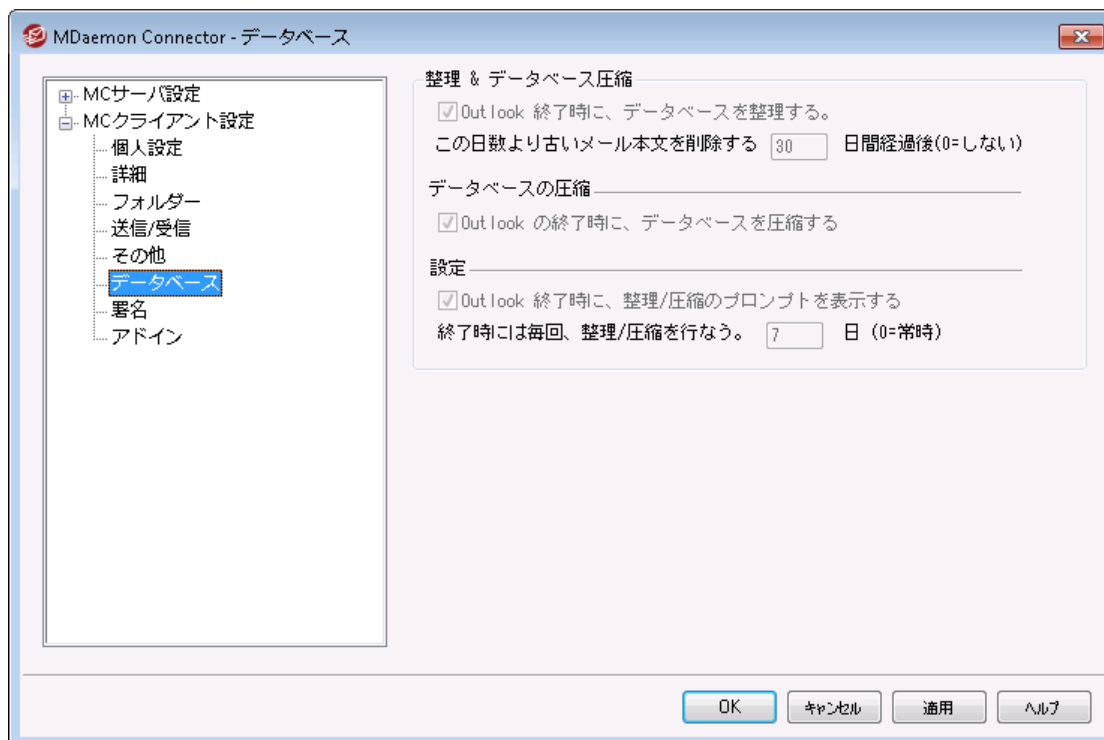 MDaemon Connector - データベース
MCサーバ設定
MCクライアント設定
個人設定
詳細
フォルダー
送信/受信
その他
データベース
署名
アドイン
整理 & データベース圧縮
Outlook 終了時に、データベースを整理する。
この日数より古いメール本文を削除する 30 日間経過後(0=しない)
データベースの圧縮
Outlook の終了時に、データベースを圧縮する
設定
Outlook 終了時に、整理/圧縮のプロンプトを表示する
終了時には毎回、整理/圧縮を行なう。 7 日 (0=常時)
OK
キャンセル
適用
ヘルプ